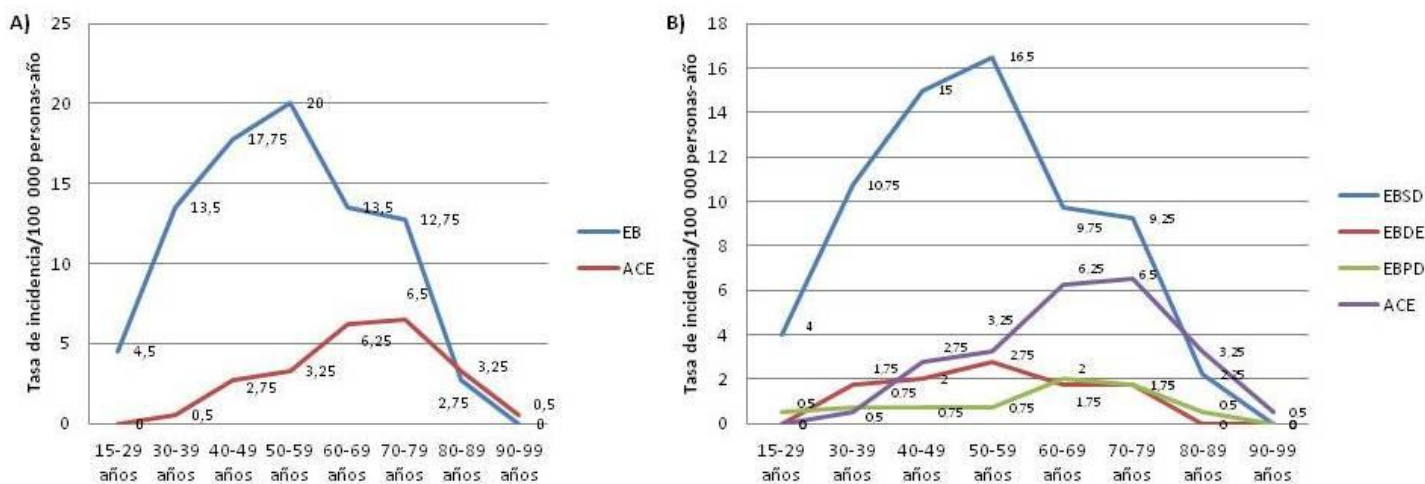 A)
Tasa de incidencia/100 000 personas-año
25
20
15
10
5
0
4,5
13,5
17,75
20
13,5
12,75
2,75
0
0
0,5
2,75
3,25
6,25
6,5
3,25
0,5
15-29 años
30-39 años
40-49 años
50-59 años
60-69 años
70-79 años
80-89 años
90-99 años
EB
ACE
B)
Tasa de incidencia/100 000 personas-año
18
16
14
12
10
8
6
4
2
0
4
10,75
15
16,5
9,75
9,25
2,25
0
0
1,75
2
2,75
1,75
1,75
0
0,5
0,75
0,75
0,75
2
0,5
0,5
2,75
3,25
6,25
6,5
3,25
0,5
15-29 años
30-39 años
40-49 años
50-59 años
60-69 años
70-79 años
80-89 años
90-99 años
EBSD
EBDE
EBPD
ACE